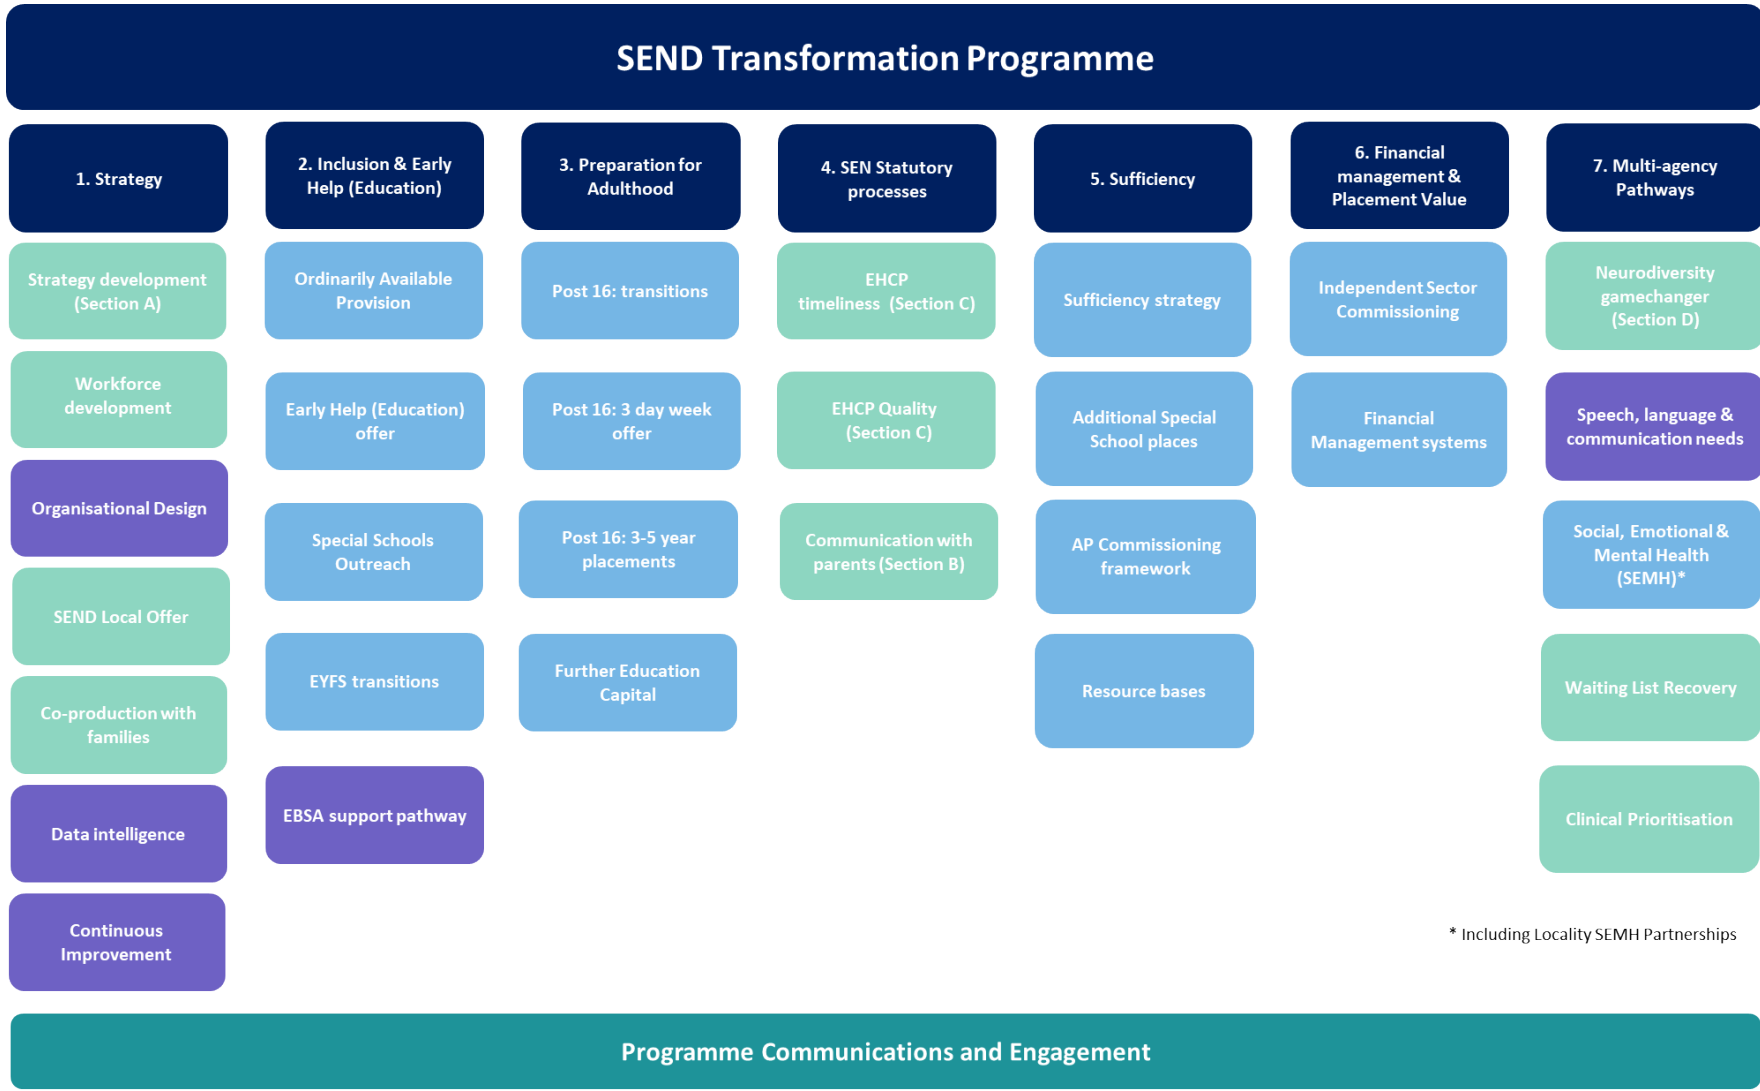 SEND Transformation Programme
1. Strategy
Strategy development
(Section A)
Workforce
development
Organisational Design
SEND Local Offer
Co-production with
families
Data intelligence
Continuous
Improvement
2. Inclusion & Early
Help (Education)
Ordinarily Available
Provision
Early Help (Education)
offer
Special Schools
Outreach
EYFS transitions
EBSA support pathway
3. Preparation for
Adulthood
Post 16: transitions
Post 16: 3 day week
offer
Post 16: 3-5 year
placements
Further Education
Capital
4. SEN Statutory
processes
EHCP
timeliness (Section C)
EHCP Quality
(Section C)
Communication with
parents (Section B)
5. Sufficiency
Sufficiency strategy
Additional Special
School places
AP Commissioning
framework
Resource bases
6. Financial
management &
Placement Value
Independent Sector
Commissioning
Financial
Management systems
7. Multi-agency
Pathways
Neurodiversity
gamechanger
(Section D)
Speech, language &
communication needs
Social, Emotional &
Mental Health
(SEMH)*
Waiting List Recovery
Clinical Prioritisation
* Including Locality SEMH Partnerships
Programme Communications and Engagement